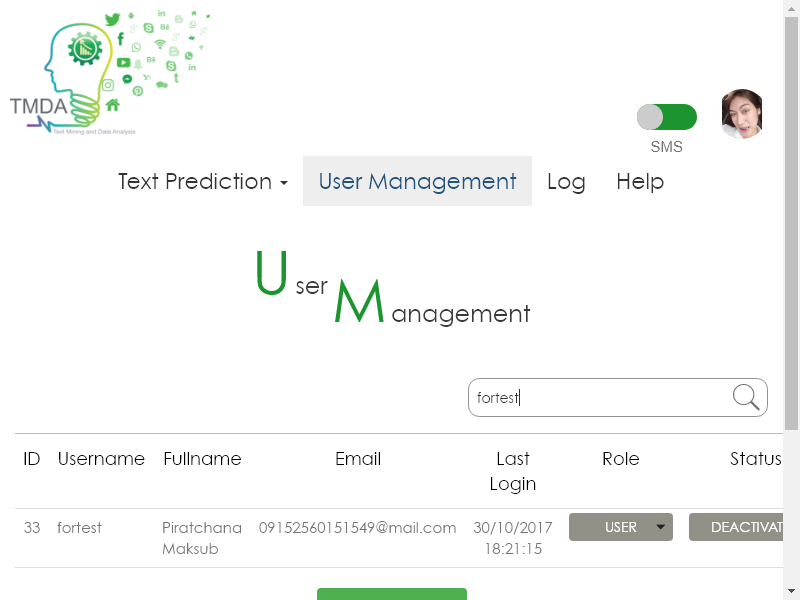 TMDA
Text Mining and Data Analysis
SMS
Text Prediction User Management Log Help
User Management
fortest
ID Username Fullname Email Last Login Role Status
33 fortest Piratchana Maksub 09152560151549@mail.com 30/10/2017 18:21:15 USER DEACTIVAT